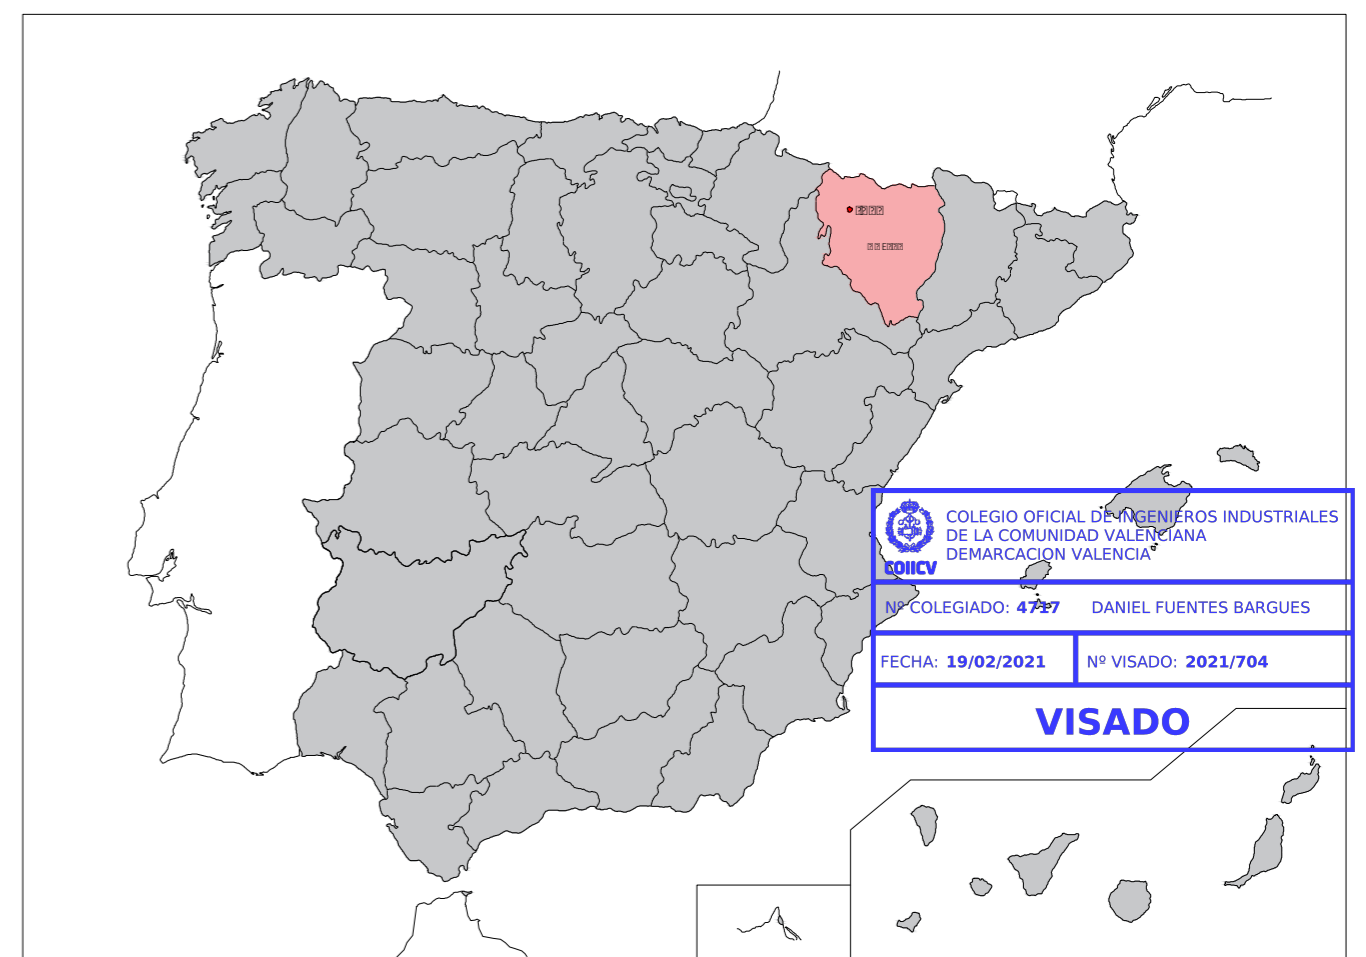 COLEGIO OFICIAL DE INGENIEROS INDUSTRIALES
DE LA COMUNIDAD VALENCIANA
DEMARCACION VALENCIA
COIICV
Nº COLEGIADO: 4717 DANIEL FUENTES BARGUES
FECHA: 19/02/2021 Nº VISADO: 2021/704
VISADO